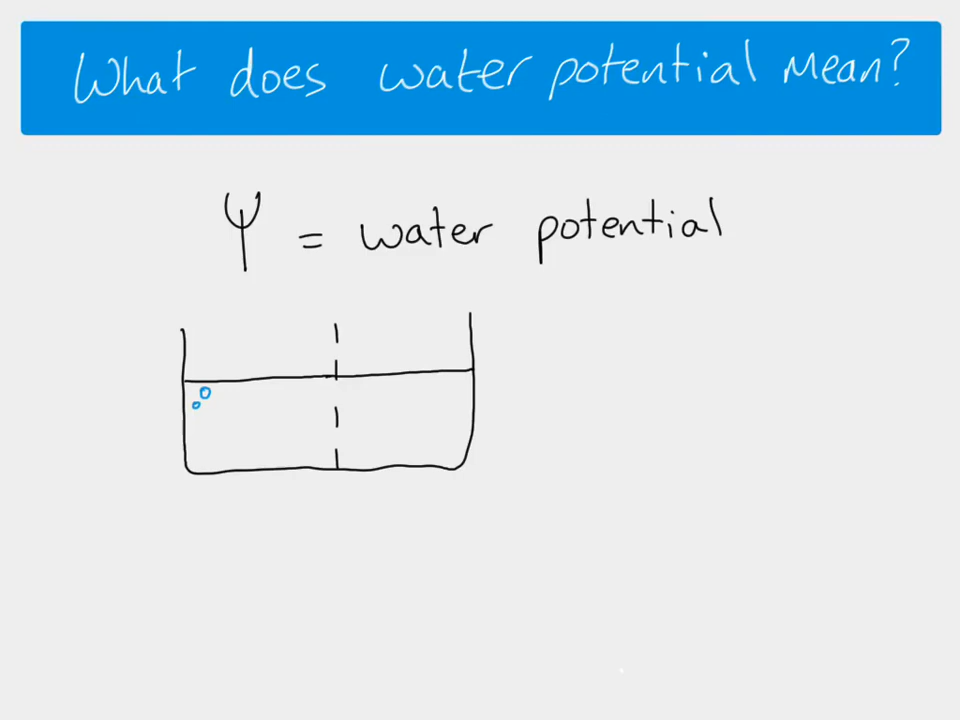 What does water potential Mean?
Ψ = water potential